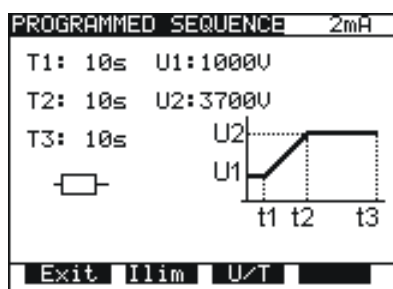 PROGRAMMED SEQUENCE 2mA
T1: 10s U1:1000V
T2: 10s U2:3700V
T3: 10s
U2
U1
t1 t2 t3
Exit Ilim U/T